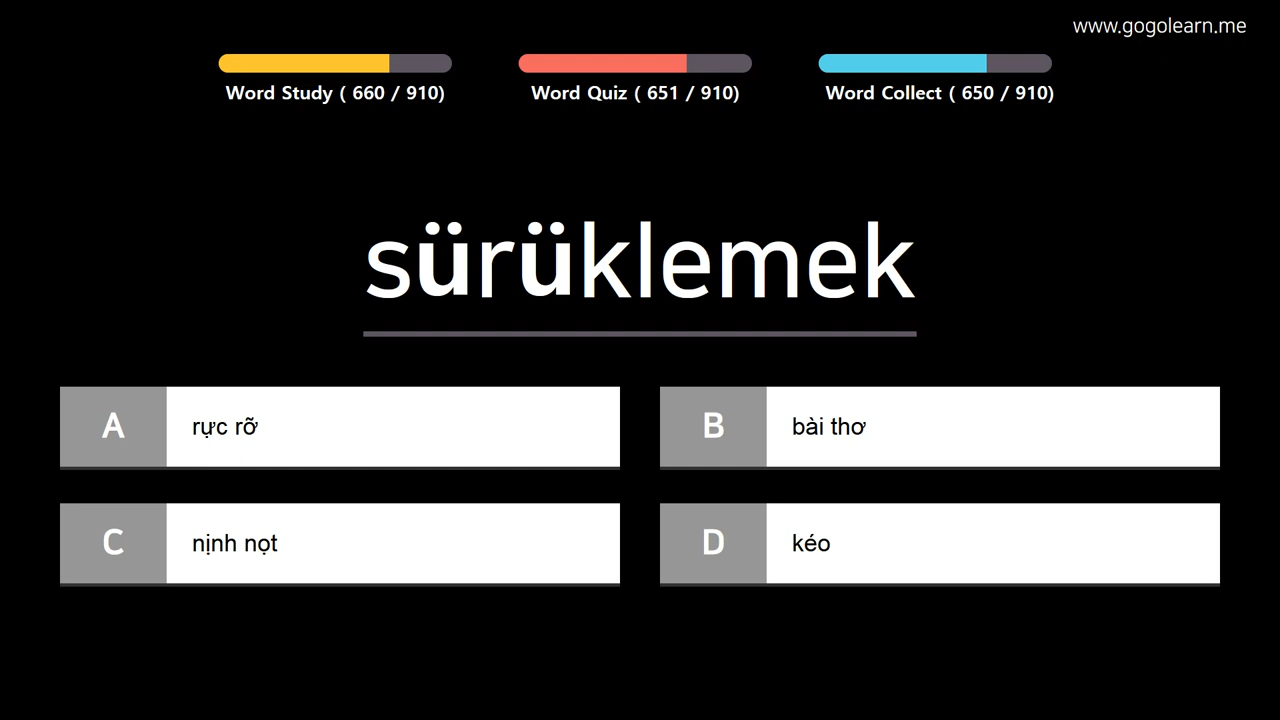 www.gogolearn.me
Word Study ( 660 / 910)
Word Quiz ( 651 / 910)
Word Collect ( 650 / 910)
sürüklemek
A
rực rỡ
B
bài thơ
C
nịnh nọt
D
kéo